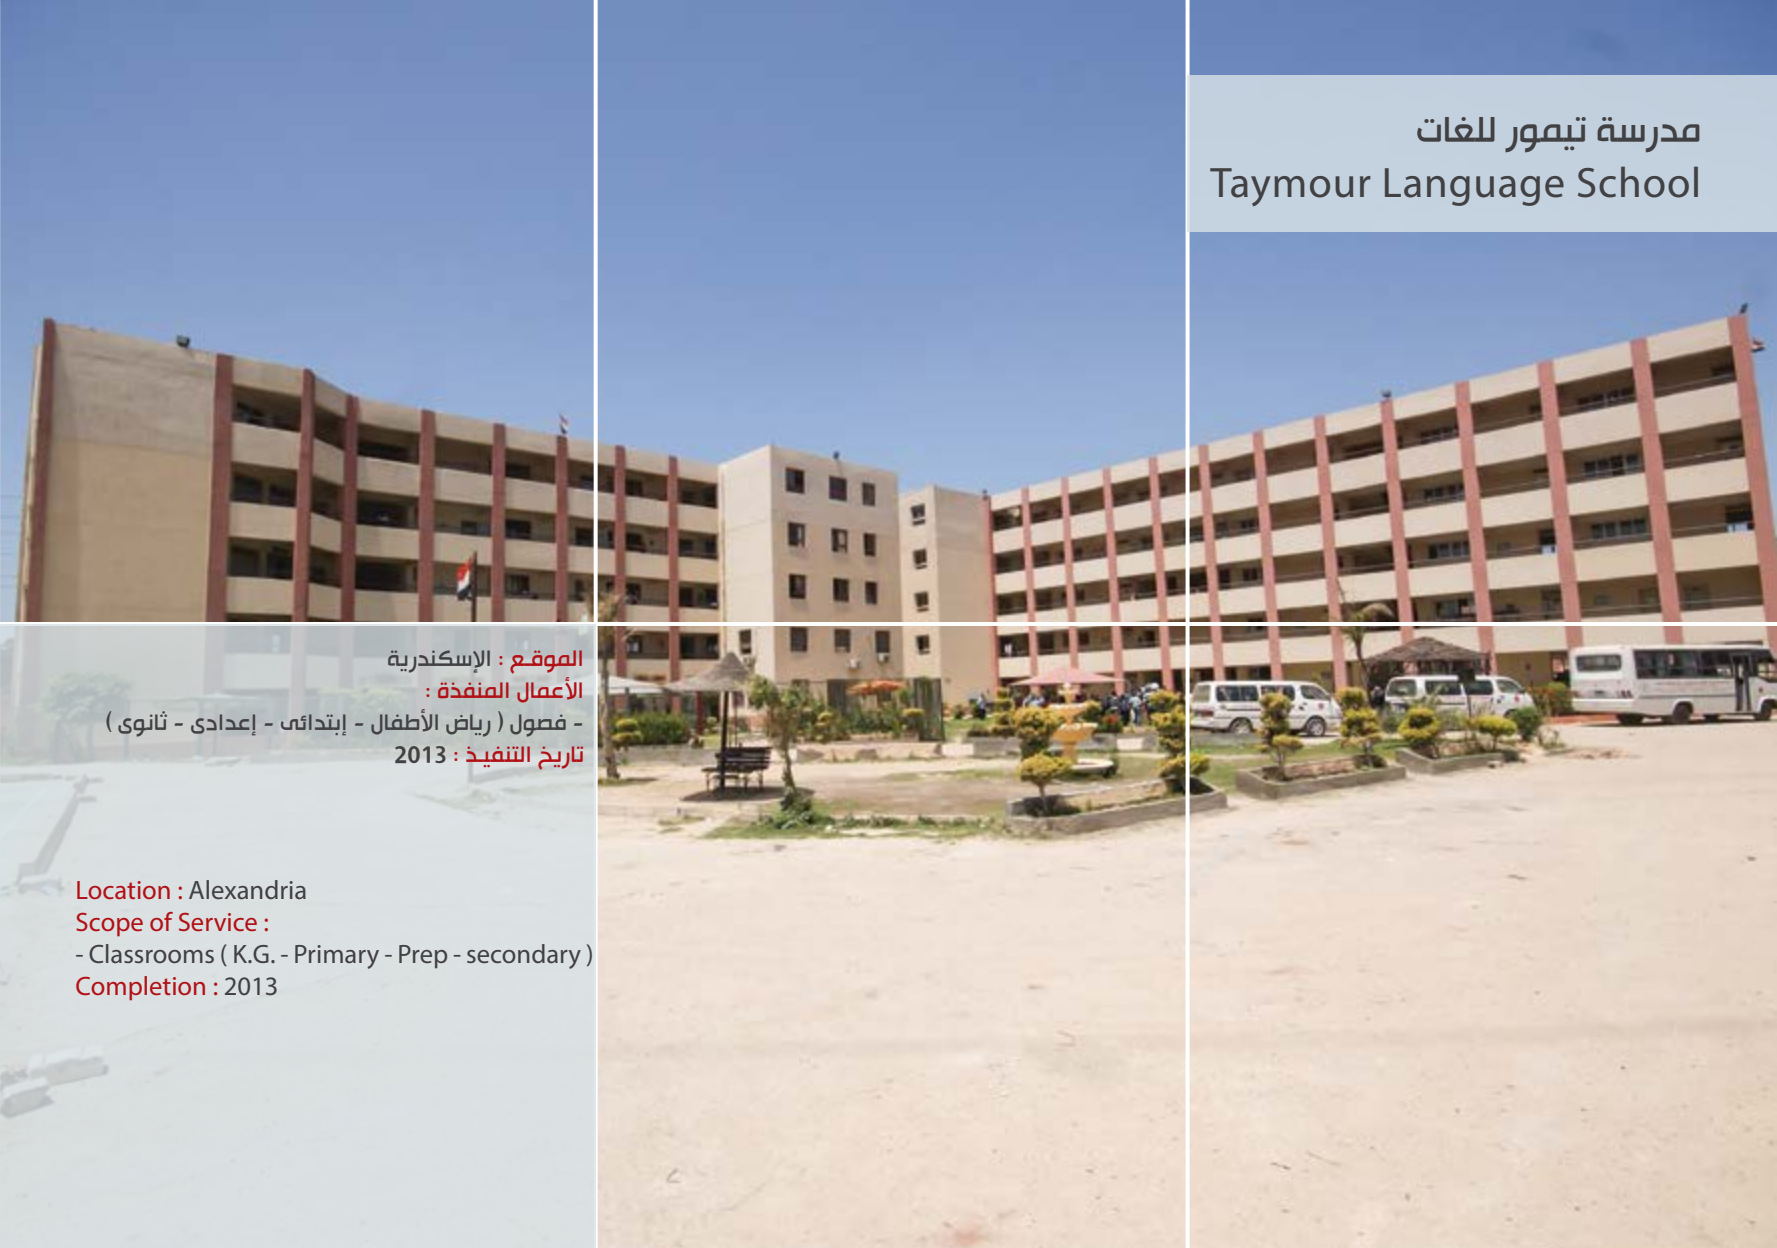 مدرسة تيمور للغات
Taymour Language School
الموقـع : الإسكندرية
الأعمال المنفذة :
- فصول ( رياض الأطفال - إبتدائى - إعدادى - ثانوى )
تاريخ التنفيـذ : 2013
Location : Alexandria
Scope of Service :
- Classrooms ( K.G. - Primary - Prep - secondary )
Completion : 2013